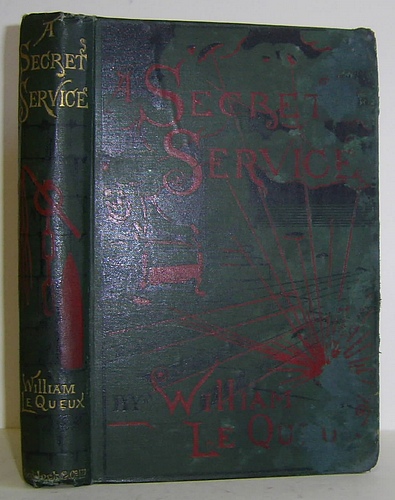 A
SECRET
SERVICE
WILLIAM
LE QUEUX
A
SECRET
SERVICE
BY WILLIAM
LE QUEUX